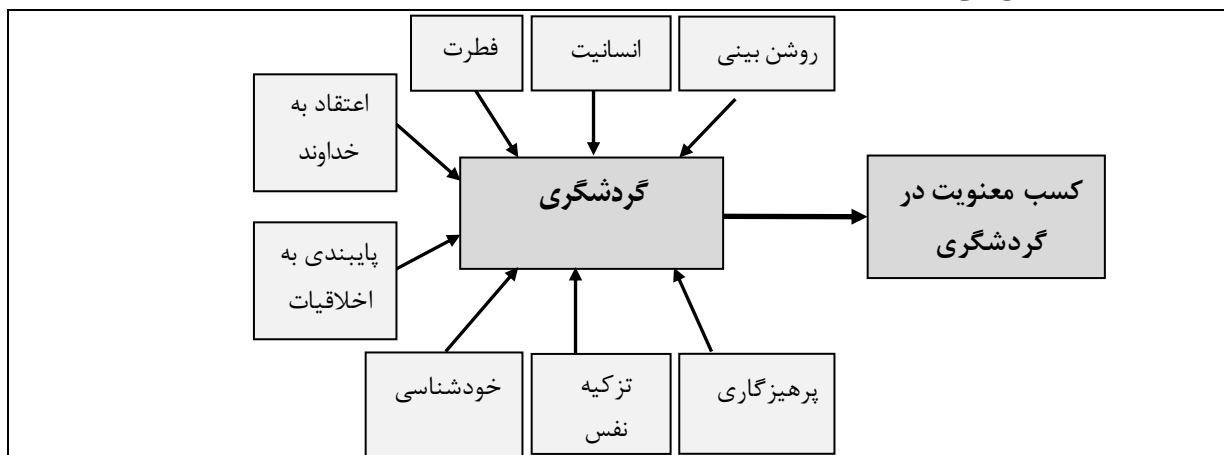 روشن بینی
انسانیت
فطرت
اعتقاد به
خداوند
گردشگری
کسب معنویت در
گردشگری
پایبندی به
اخلاقیات
پرهیزگاری
تزکیه
نفس
خودشناسی